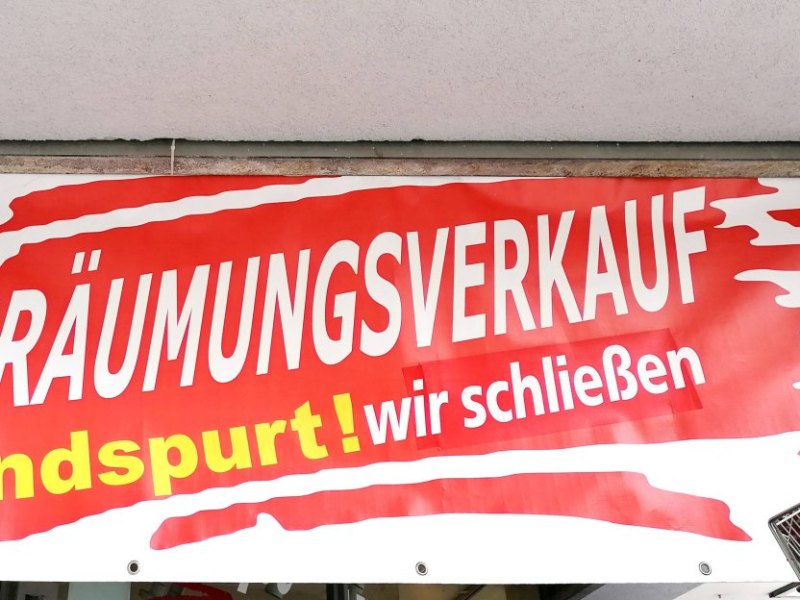 RÄUMUNGSVERKAUF
ndspurt! wir schließen